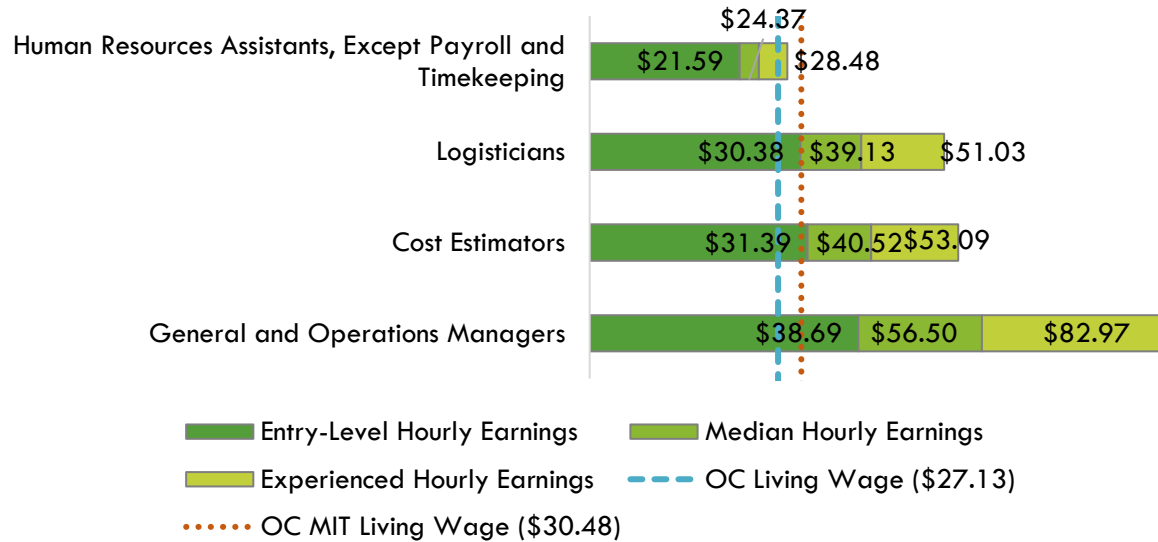 $24.37
Human Resources Assistants, Except Payroll and
Timekeeping
$21.59 $28.48
Logisticians $30.38 $39.13 $51.03
Cost Estimators $31.39 $40.52 $53.09
General and Operations Managers $38.69 $56.50 $82.97
Entry-Level Hourly Earnings Median Hourly Earnings
Experienced Hourly Earnings OC Living Wage ($27.13)
OC MIT Living Wage ($30.48)